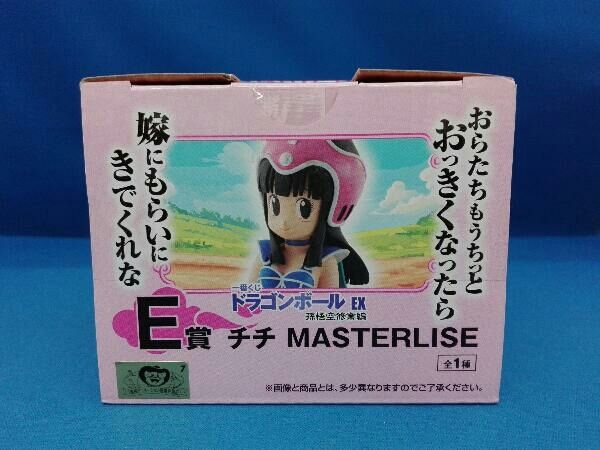 おらたちもうちっと
おっきくなったら
嫁にもらいに
きでくれな
一番くじ
ドラゴンボール EX
孫悟空修業編
E賞 チチ MASTERLISE
全1種
※画像と商品とは、多少異なりますのでご了承ください。
7